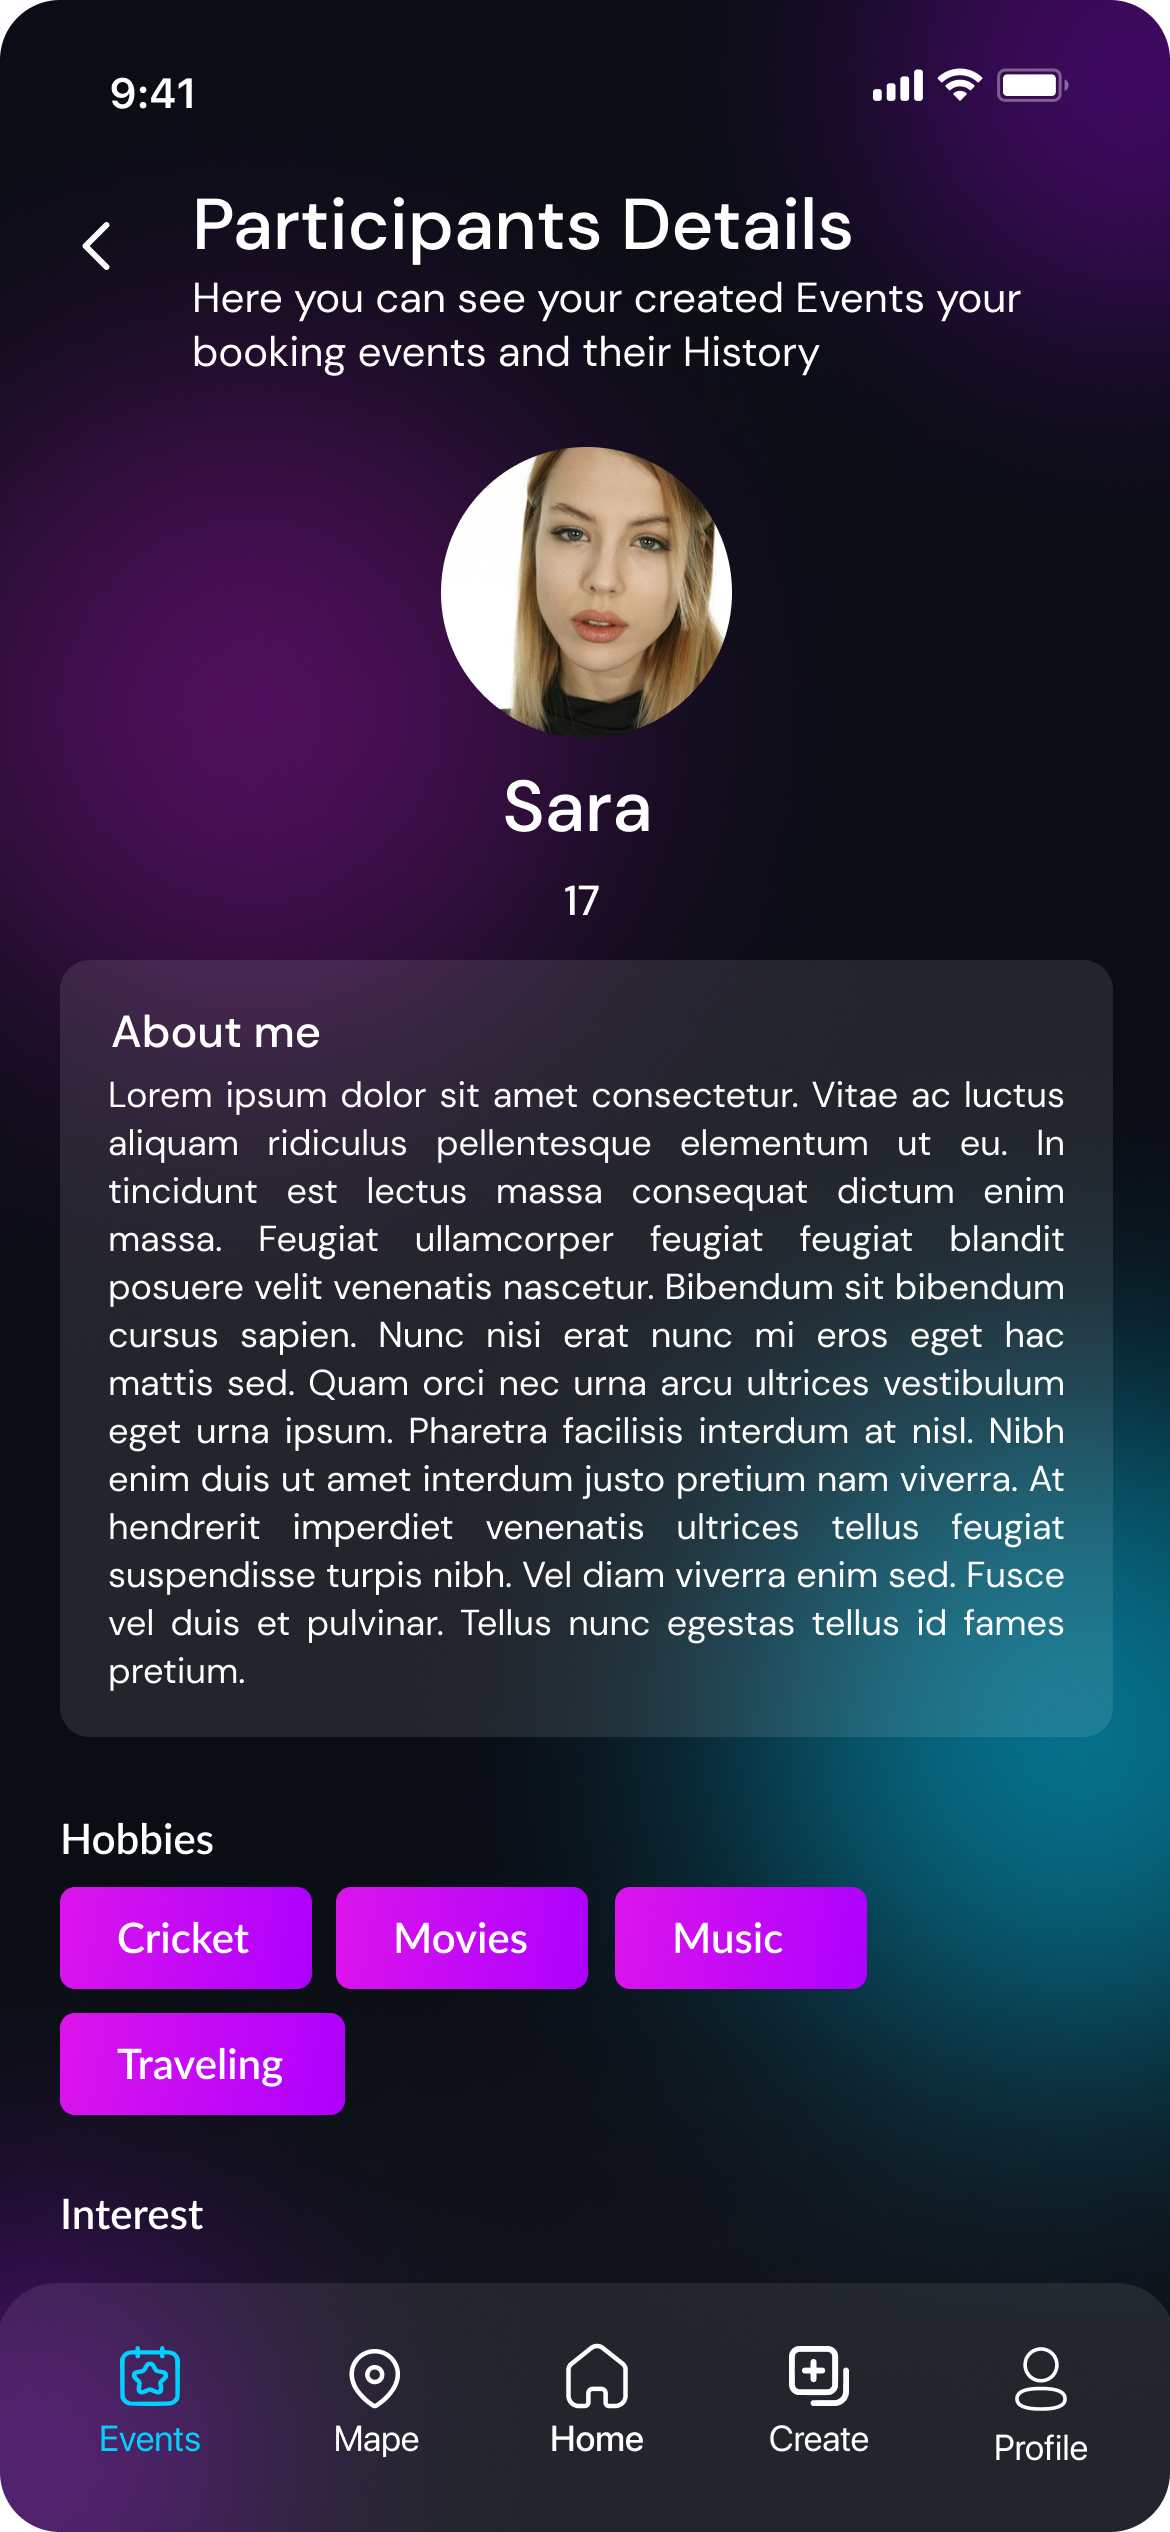 9:41
Participants Details
Here you can see your created Events your
booking events and their History
Sara
17
About me
Lorem ipsum dolor sit amet consectetur. Vitae ac luctus
aliquam ridiculus pellentesque elementum ut eu. In
tincidunt est lectus massa consequat dictum enim
massa. Feugiat ullamcorper feugiat feugiat blandit
posuere velit venenatis nascetur. Bibendum sit bibendum
cursus sapien. Nunc nisi erat nunc mi eros eget hac
mattis sed. Quam orci nec urna arcu ultrices vestibulum
eget urna ipsum. Pharetra facilisis interdum at nisl. Nibh
enim duis ut amet interdum justo pretium nam viverra. At
hendrerit imperdiet venenatis ultrices tellus feugiat
suspendisse turpis nibh. Vel diam viverra enim sed. Fusce
vel duis et pulvinar. Tellus nunc egestas tellus id fames
pretium.
Hobbies
Cricket Movies Music
Traveling
Interest
Events Mape Home Create Profile